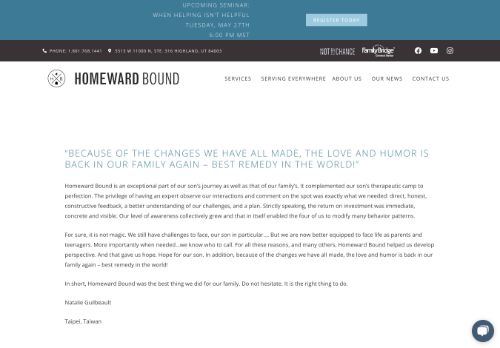 UPCOMING SEMINAR:
WHEN HELPING ISN'T HELPFUL
TUESDAY, MAY 27TH
6:00 PM MST
REGISTER TODAY
PHONE: 1.801.768.1441
5513 W 11000 N, STE. 316 HIGHLAND, UT 84003
NOT BY CHANCE
FamilyBridge
HOMEWARD BOUND
SERVICES
SERVING EVERYWHERE
ABOUT US
OUR NEWS
CONTACT US
“BECAUSE OF THE CHANGES WE HAVE ALL MADE, THE LOVE AND HUMOR IS
BACK IN OUR FAMILY AGAIN – BEST REMEDY IN THE WORLD!”
Homeward Bound is an exceptional part of our son's journey as well as that of our family's. It complemented our son's therapeutic camp to
perfection. The privilege of having an expert observe our interactions and comment on the spot was exactly what we needed: direct, honest,
constructive feedback, a better understanding of our challenges, and a plan. Strictly speaking, the return on investment was immediate,
concrete and visible. Our level of awareness collectively grew and that in itself enabled the four of us to modify many behavior patterns.
For sure, it is not magic. We still have challenges to face, our son in particular.... But we are now better equipped to face life as parents and
teenagers. More importantly when needed...we know who to call. For all these reasons, and many others, Homeward Bound helped us develop
perspective. And that gave us hope. Hope for our son. In addition, because of the changes we have all made, the love and humor is back in our
family again – best remedy in the world!
In short, Homeward Bound was the best thing we did for our family. Do not hesitate. It is the right thing to do.
Natalie Guilbeault
Taipei, Taiwan